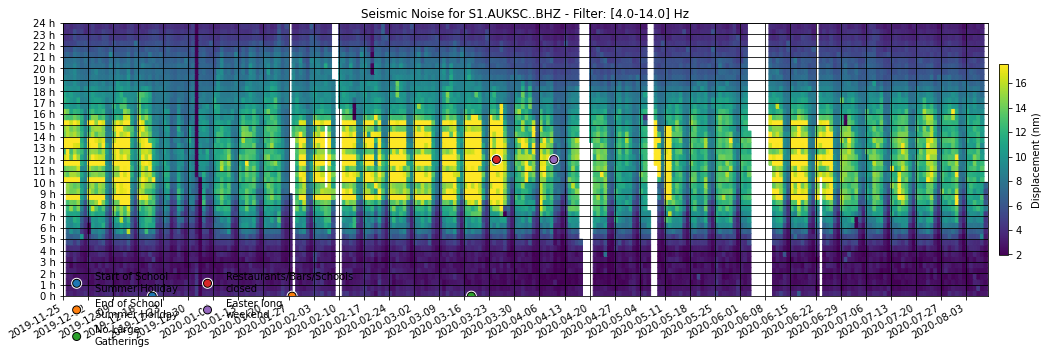 Seismic Noise for S1.AUKSC..BHZ - Filter: [4.0-14.0] Hz
24 h
23 h
22 h
21 h
20 h
19 h
18 h
17 h
16 h
15 h
14 h
13 h
12 h
11 h
10 h
9 h
8 h
7 h
6 h
5 h
4 h
3 h
2 h
1 h
0 h
16
14
12
10
8
6
4
2
Displacement (nm)
Start of School
Summer Holiday
End of School
Summer Holiday
No Large
Gatherings
Restaurants/Bars/Schools
closed
Easter long
weekend
2019-11-25
2019-12-30
2020-02-03
2020-02-10
2020-02-17
2020-02-24
2020-03-02
2020-03-09
2020-03-16
2020-03-23
2020-03-30
2020-04-06
2020-04-13
2020-04-20
2020-04-27
2020-05-04
2020-05-11
2020-05-18
2020-05-25
2020-06-01
2020-06-08
2020-06-15
2020-06-22
2020-06-29
2020-07-06
2020-07-13
2020-07-20
2020-07-27
2020-08-03